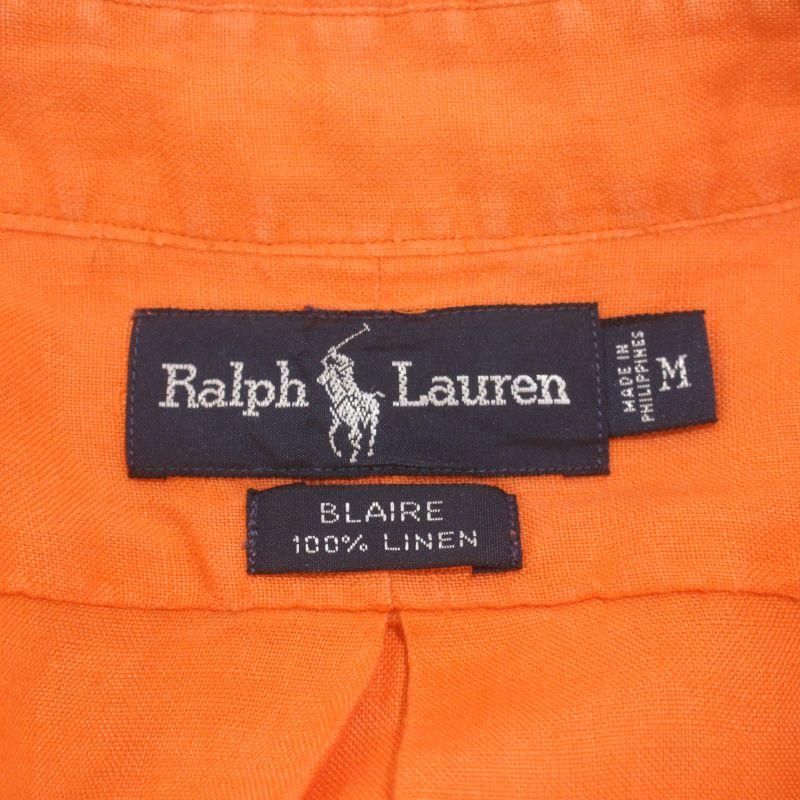 Ralph Lauren
MADE IN
PHILIPPINES
M
BLAIRE
100% LINEN